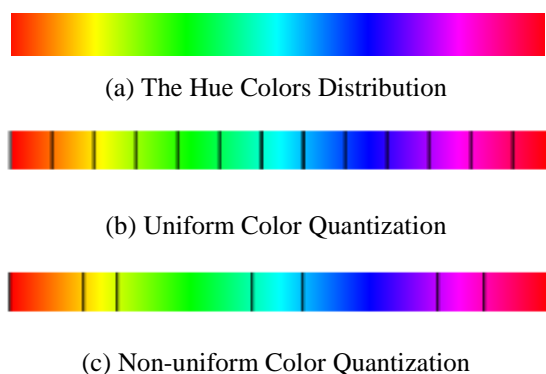 (a) The Hue Colors Distribution
(b) Uniform Color Quantization
(c) Non-uniform Color Quantization